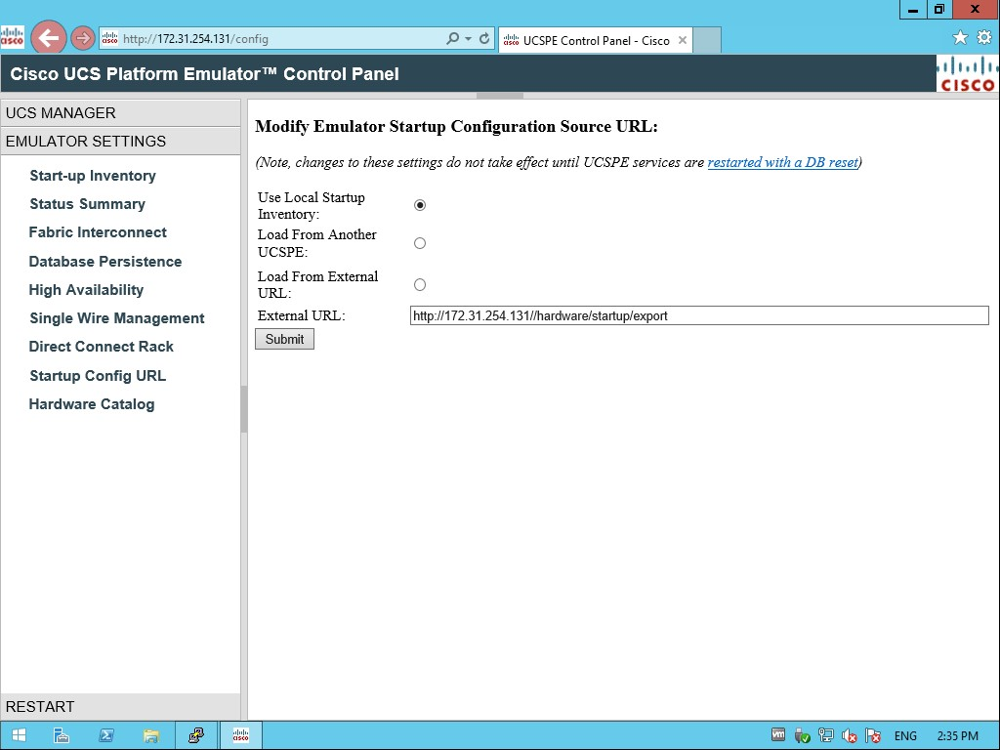 http://172.31.254.131/config
UCSPE Control Panel - Cisco
Cisco UCS Platform Emulator™ Control Panel
CISCO
UCS MANAGER
EMULATOR SETTINGS
Start-up Inventory
Status Summary
Fabric Interconnect
Database Persistence
High Availability
Single Wire Management
Direct Connect Rack
Startup Config URL
Hardware Catalog
RESTART
Modify Emulator Startup Configuration Source URL:
(Note, changes to these settings do not take effect until UCSPE services are restarted with a DB reset)
Use Local Startup
Inventory:
Load From Another
UCSPE:
Load From External
URL:
External URL: http://172.31.254.131//hardware/startup/export
Submit
ENG 2:35 PM